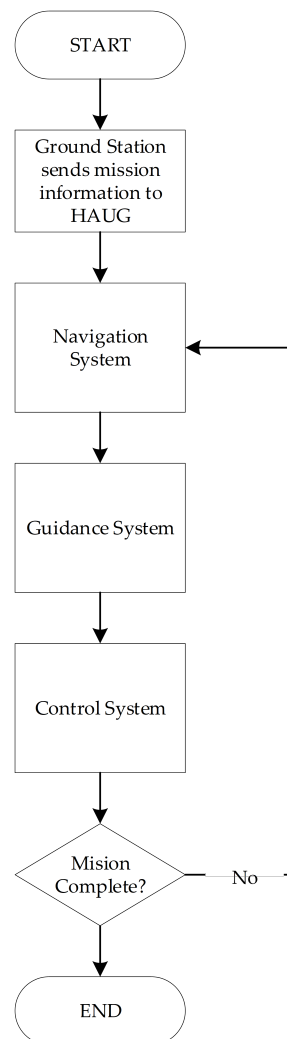 START
Ground Station
sends mission
information to
HAUG
Navigation
System
Guidance System
Control System
Mision
Complete?
No
END